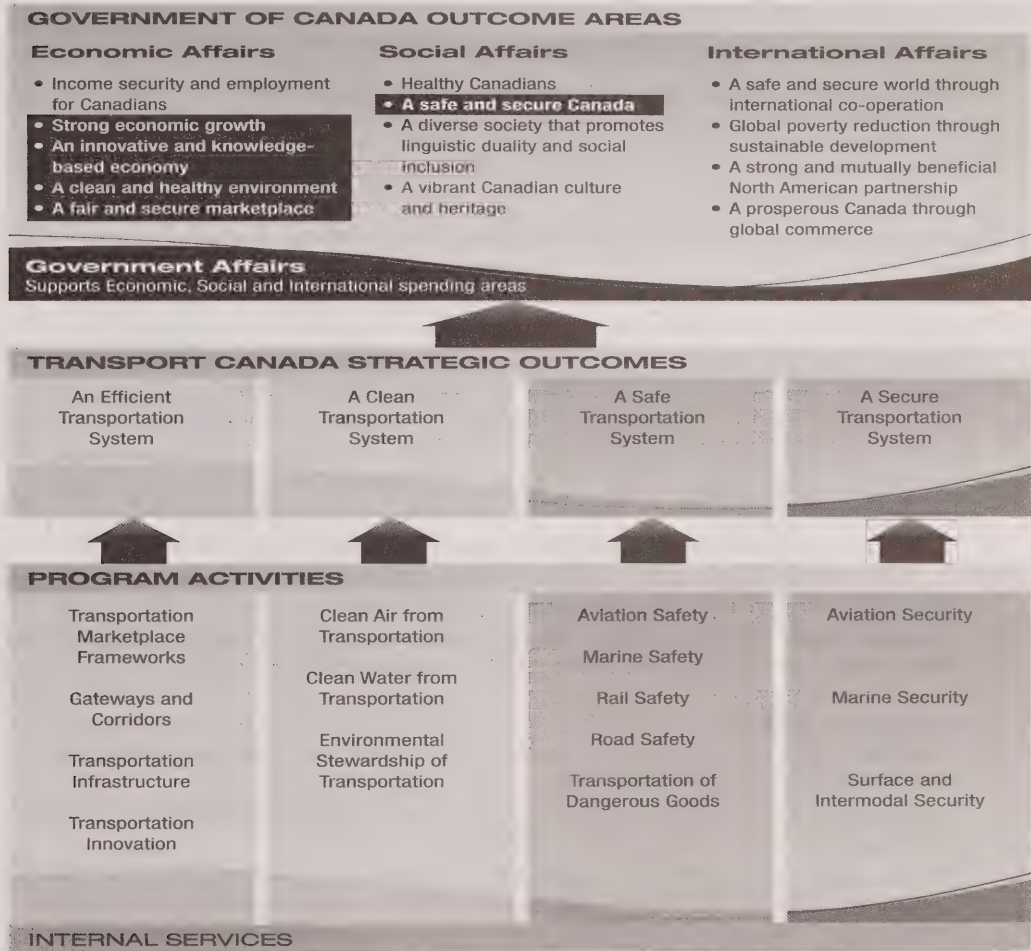 GOVERNMENT OF CANADA OUTCOME AREAS
Economic Affairs
• Income security and employment
for Canadians
• Strong economic growth
• An innovative and knowledge-
based economy
• A clean and healthy environment
• A fair and secure marketplace
Social Affairs
• Healthy Canadians
• A safe and secure Canada
• A diverse society that promotes
linguistic duality and social
inclusion
• A vibrant Canadian culture
and heritage
International Affairs
• A safe and secure world through
international co-operation
• Global poverty reduction through
sustainable development
• A strong and mutually beneficial
North American partnership
• A prosperous Canada through
global commerce
Government Affairs
Supports Economic, Social and International spending areas
TRANSPORT CANADA STRATEGIC OUTCOMES
An Efficient
Transportation
System
A Clean
Transportation
System
A Safe
Transportation
System
A Secure
Transportation
System
PROGRAM ACTIVITIES
Transportation
Marketplace
Frameworks
Gateways and
Corridors
Transportation
Infrastructure
Transportation
Innovation
Clean Air from
Transportation
Clean Water from
Transportation
Environmental
Stewardship of
Transportation
Aviation Safety
Marine Safety
Rail Safety
Road Safety
Transportation of
Dangerous Goods
Aviation Security
Marine Security
Surface and
Intermodal Security
INTERNAL SERVICES